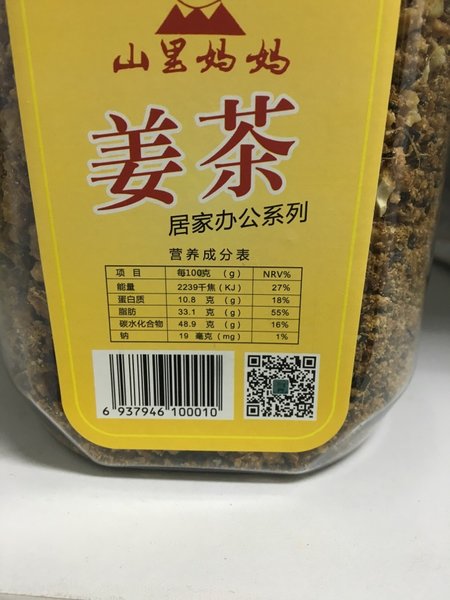 山里妈妈
姜茶
居家办公系列
营养成分表
项 目 每100克 (g) NRV%
能量 2239千焦(KJ) 27%
蛋白质 10.8 克 (g) 18%
脂肪 33.1 克 (g) 55%
碳水化合物 48.9 克 (g) 16%
钠 19 毫克(mg) 1%
6 937946 100010